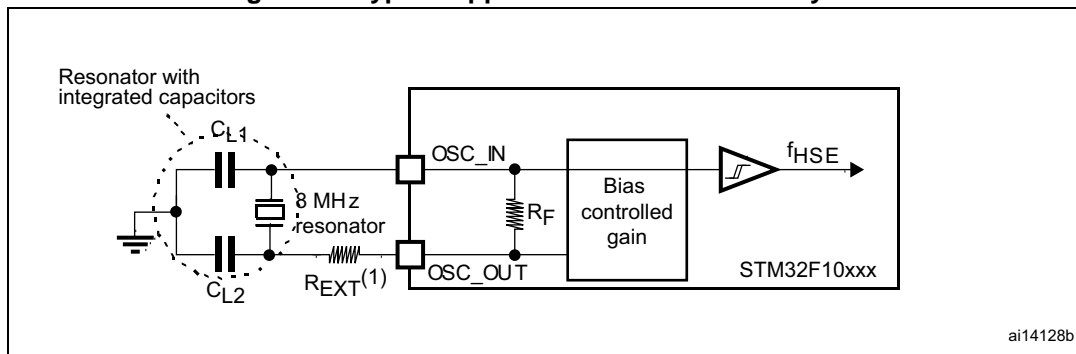 Resonator with
integrated capacitors
CL1
OSC_IN
fHSE
8 MHz
resonator
RF
Bias
controlled
gain
OSC_OUT
STM32F10xxx
REXT(1)
CL2
ai14128b